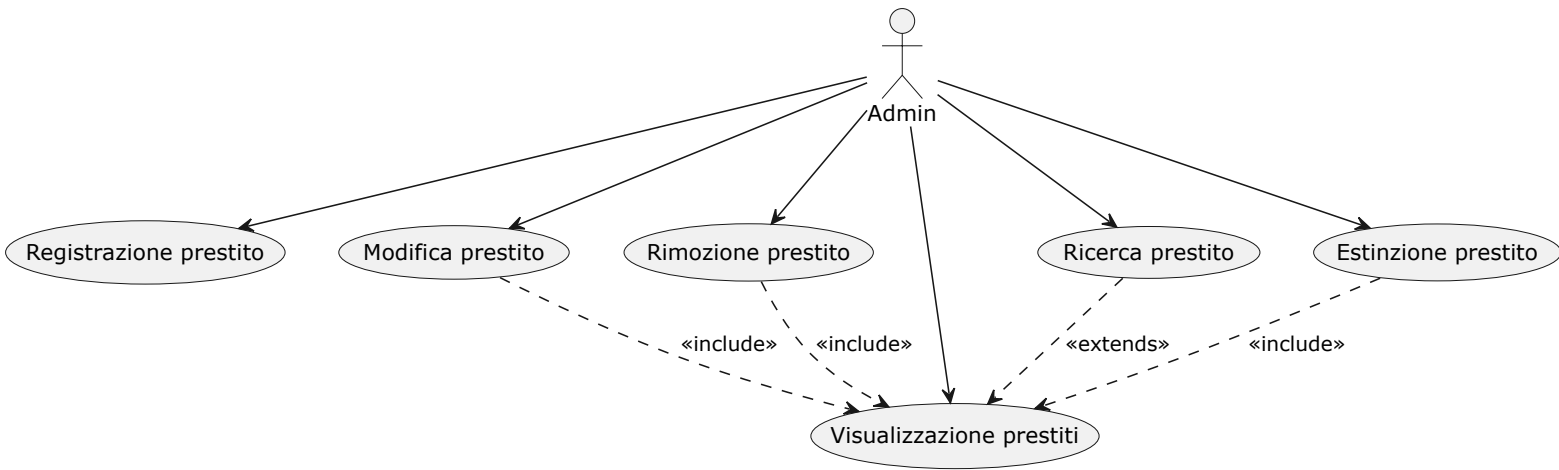 Admin
Registrazione prestito
Modifica prestito
Rimozione prestito
Ricerca prestito
Estinzione prestito
«include»
«include»
«extends»
«include»
Visualizzazione prestiti